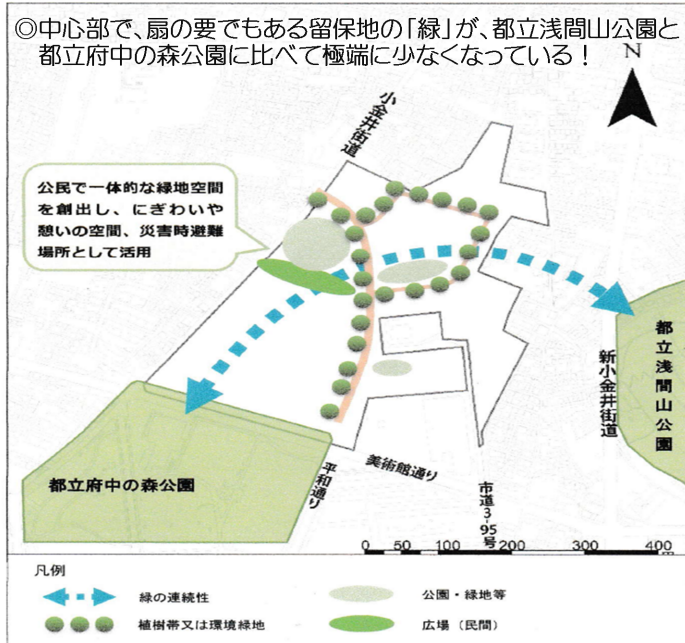 ◎中心部で、扇の要でもある留保地の「緑」が、都立浅間山公園と
都立府中の森公園に比べて極端に少なくなっている！
N
小金井街道
公民で一体的な緑地空間
を創出し、にぎわいや
憩いの空間、災害時避難
場所として活用
都立浅間山公園
新小金井街道
都立府中の森公園
平和通り
美術館通り
市道3-95号
0 50 100 200 300 400
凡例
緑の連続性
公園・緑地等
植樹帯又は環境緑地
広場（民間）